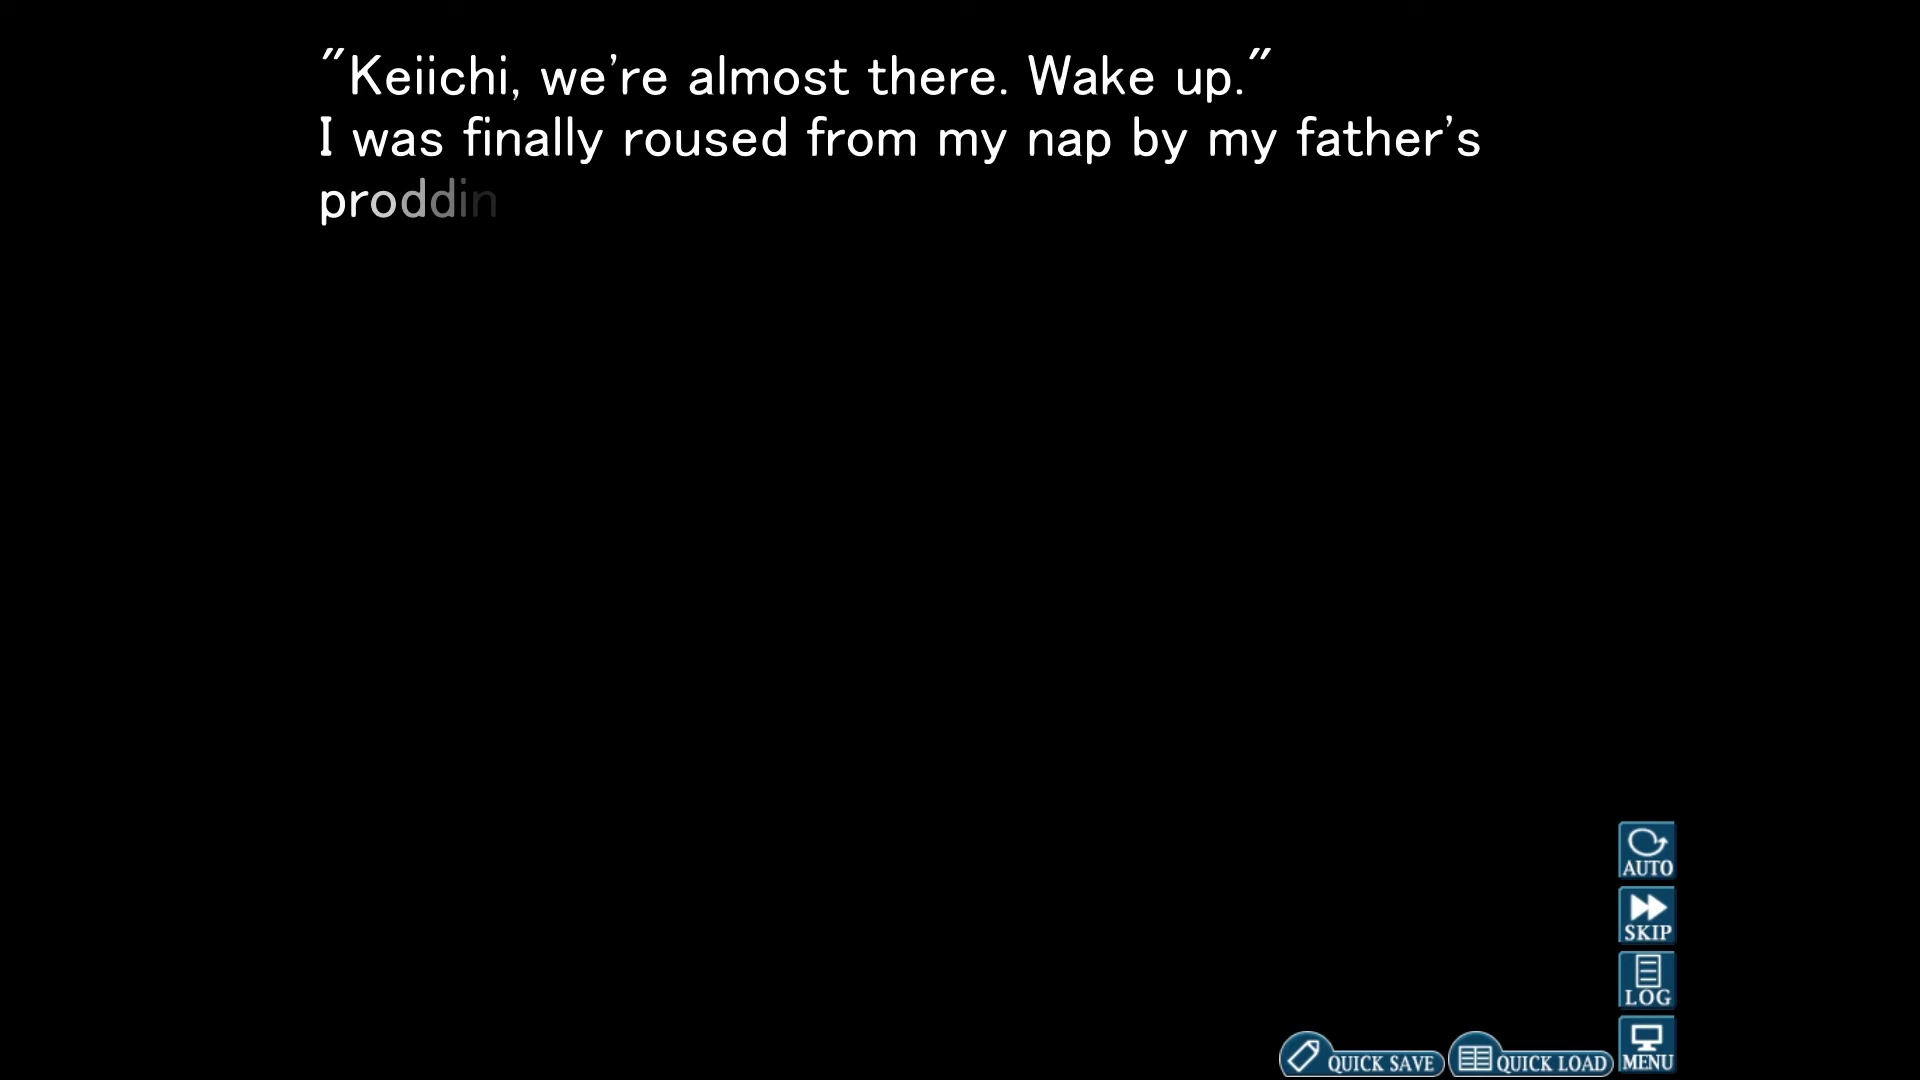 "Keiichi, we're almost there. Wake up."
I was finally roused from my nap by my father's
proddin
AUTO
SKIP
LOG
QUICK SAVE
QUICK LOAD
MENU